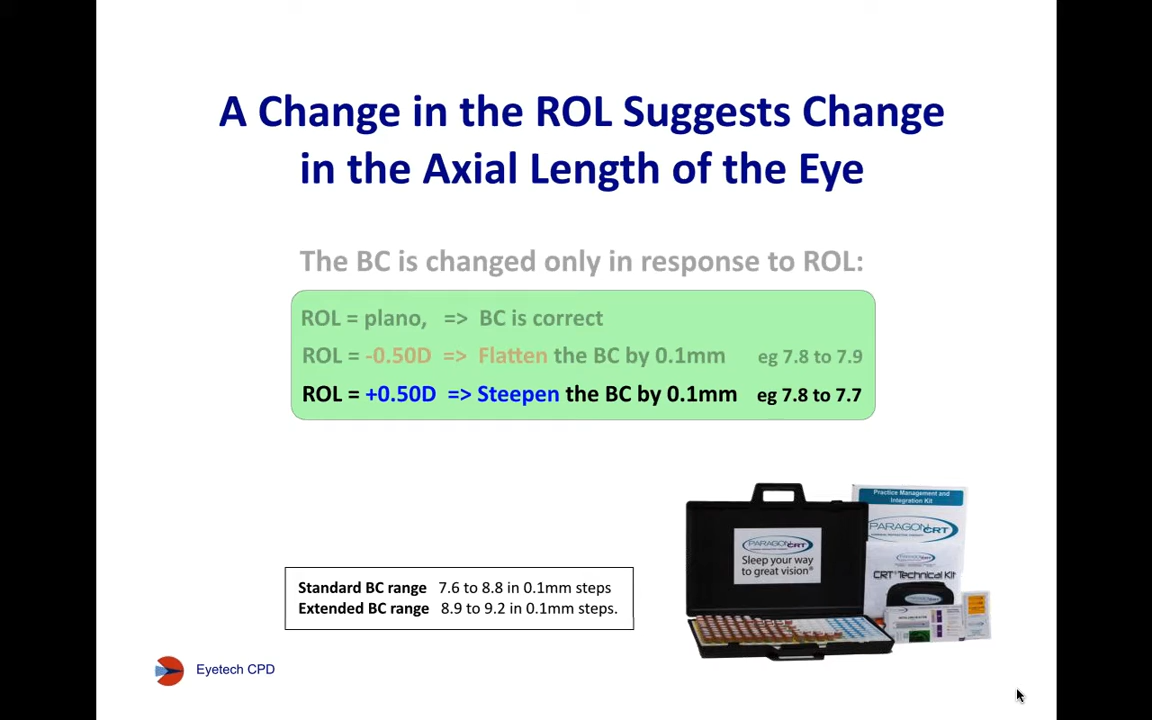 A Change in the ROL Suggests Change
in the Axial Length of the Eye
The BC is changed only in response to ROL:
ROL = plano, => BC is correct
ROL = -0.50D => Flatten the BC by 0.1mm eg 7.8 to 7.9
ROL = +0.50D => Steepen the BC by 0.1mm eg 7.8 to 7.7
Practice Management and
Integration Kit
PARAGON CRT
PARAGON CRT
Sleep your way
to great vision®
CRT® Technical Kit
Standard BC range 7.6 to 8.8 in 0.1mm steps
Extended BC range 8.9 to 9.2 in 0.1mm steps.
Eyetech CPD